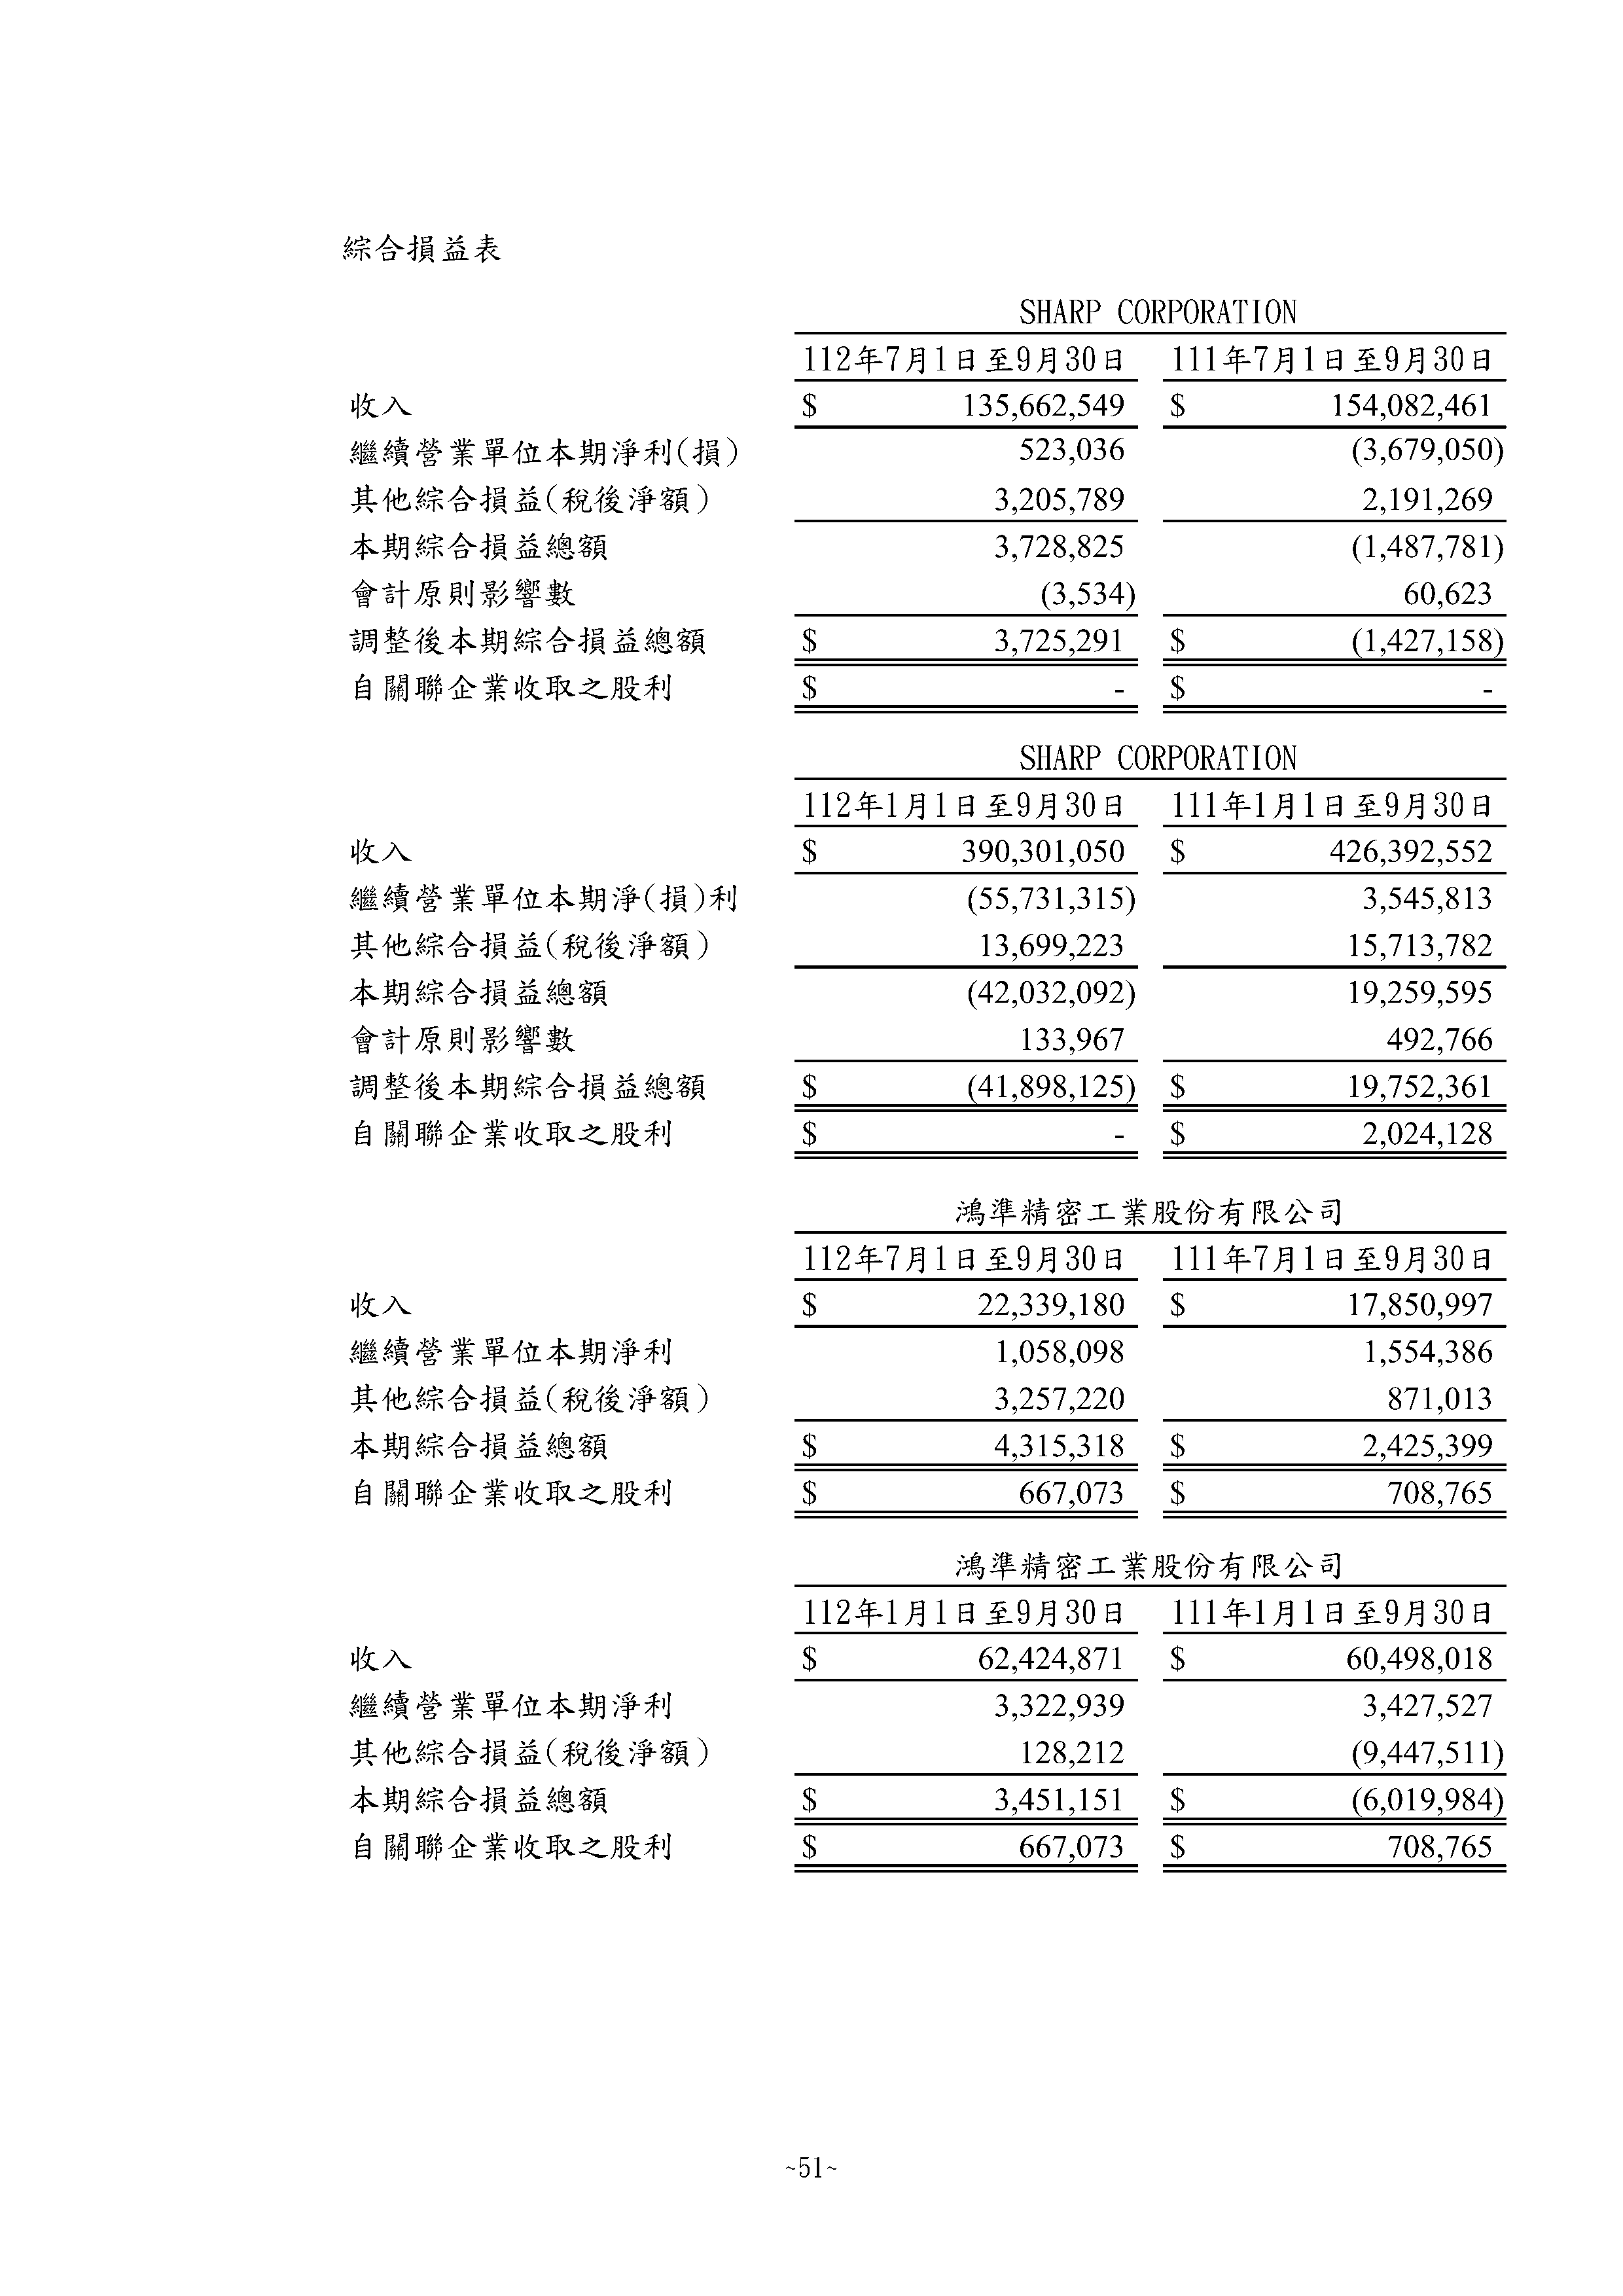 綜合損益表
SHARP CORPORATION
112年7月1日至9月30日 111年7月1日至9月30日
收入 $ 135,662,549 $ 154,082,461
繼續營業單位本期淨利(損) 523,036 (3,679,050)
其他綜合損益(稅後淨額) 3,205,789 2,191,269
本期綜合損益總額 3,728,825 (1,487,781)
會計原則影響數 (3,534) 60,623
調整後本期綜合損益總額 $ 3,725,291 $ (1,427,158)
自關聯企業收取之股利 $ - $ -
SHARP CORPORATION
112年1月1日至9月30日 111年1月1日至9月30日
收入 $ 390,301,050 $ 426,392,552
繼續營業單位本期淨(損)利 (55,731,315) 3,545,813
其他綜合損益(稅後淨額) 13,699,223 15,713,782
本期綜合損益總額 (42,032,092) 19,259,595
會計原則影響數 133,967 492,766
調整後本期綜合損益總額 $ (41,898,125) $ 19,752,361
自關聯企業收取之股利 $ - $ 2,024,128
鴻準精密工業股份有限公司
112年7月1日至9月30日 111年7月1日至9月30日
收入 $ 22,339,180 $ 17,850,997
繼續營業單位本期淨利 1,058,098 1,554,386
其他綜合損益(稅後淨額) 3,257,220 871,013
本期綜合損益總額 $ 4,315,318 $ 2,425,399
自關聯企業收取之股利 $ 667,073 $ 708,765
鴻準精密工業股份有限公司
112年1月1日至9月30日 111年1月1日至9月30日
收入 $ 62,424,871 $ 60,498,018
繼續營業單位本期淨利 3,322,939 3,427,527
其他綜合損益(稅後淨額) 128,212 (9,447,511)
本期綜合損益總額 $ 3,451,151 $ (6,019,984)
自關聯企業收取之股利 $ 667,073 $ 708,765
~51~